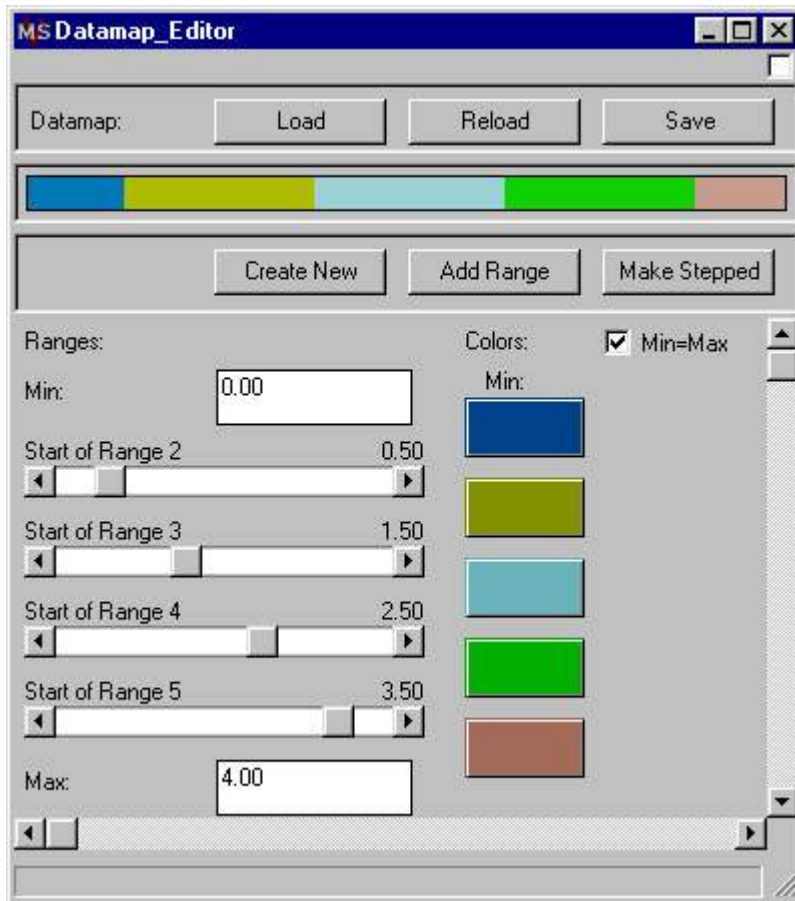 MS Datamap_Editor
Datamap: Load Reload Save
Create New Add Range Make Stepped
Ranges: Colors: Min=Max
Min: 0.00 Min:
Start of Range 2 0.50
Start of Range 3 1.50
Start of Range 4 2.50
Start of Range 5 3.50
Max: 4.00